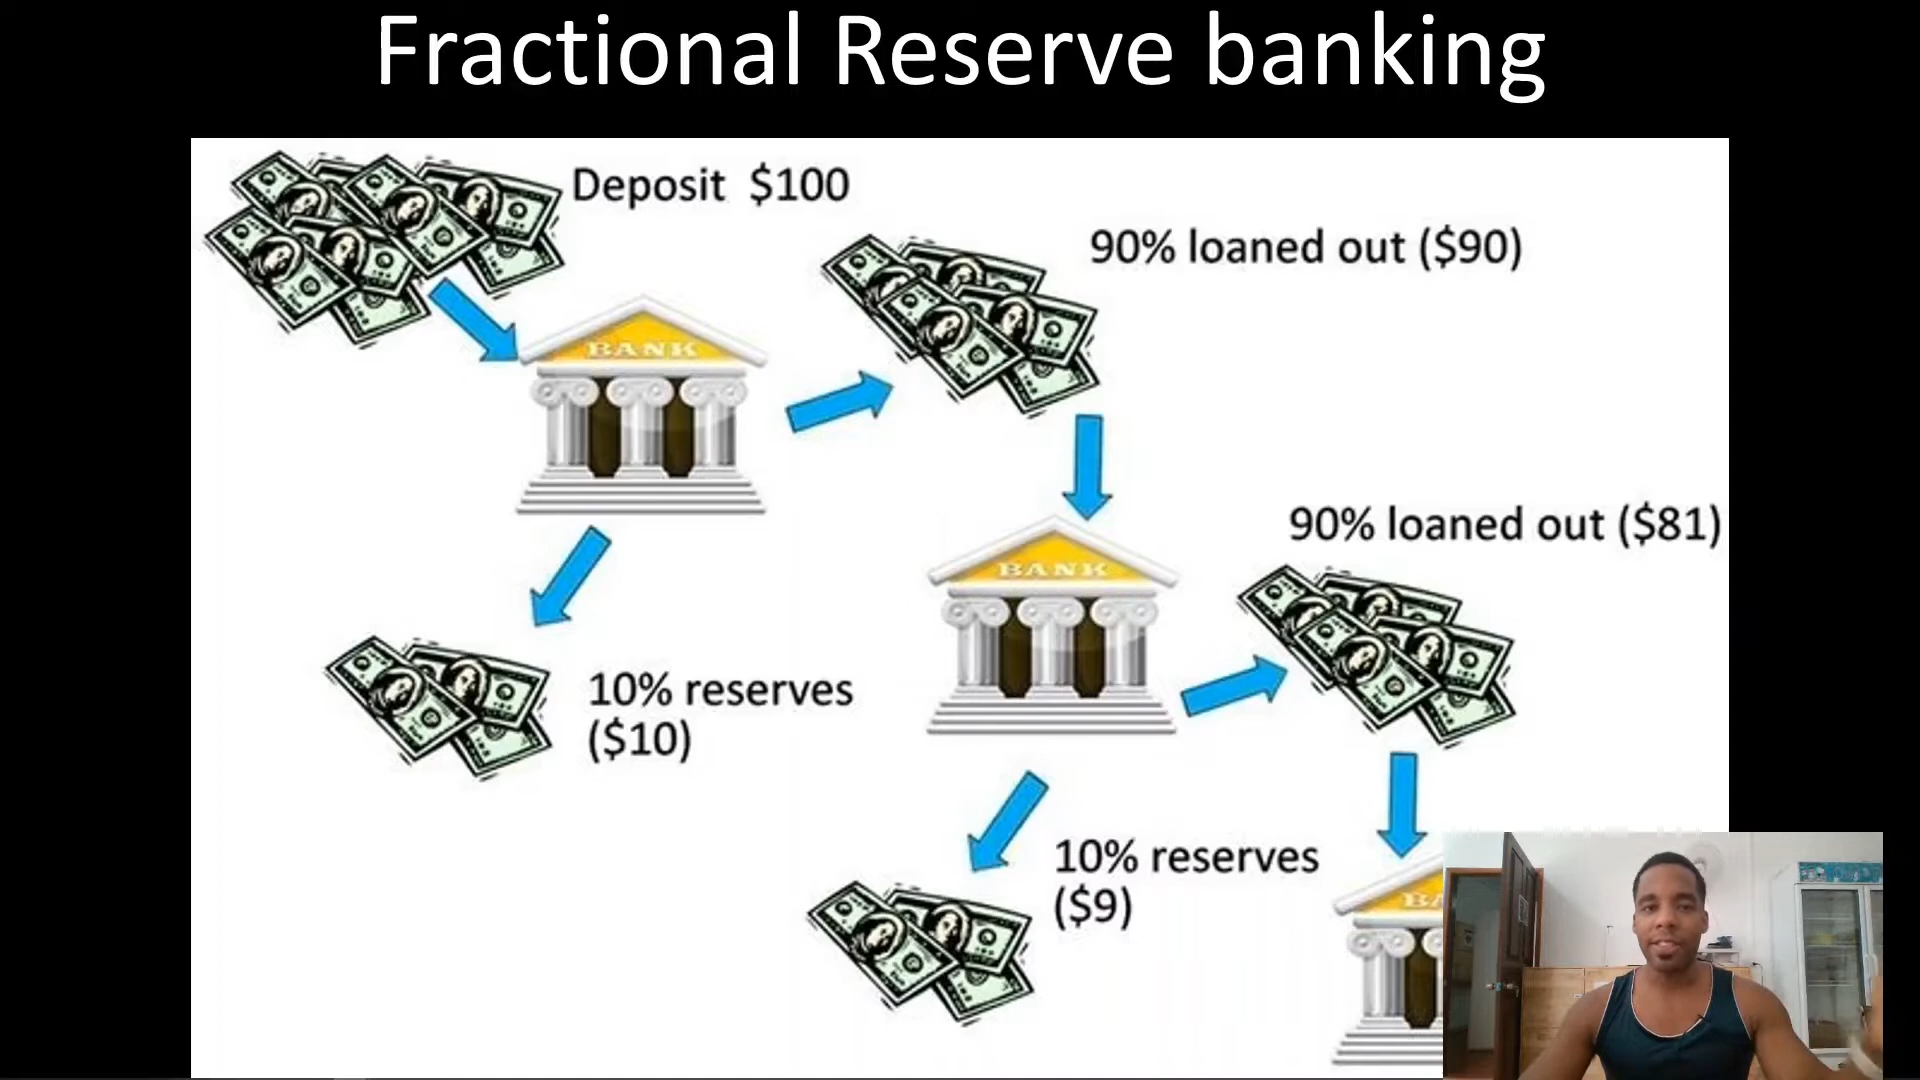 Fractional Reserve banking
Deposit $100
90% loaned out ($90)
BANK
90% loaned out ($81)
BANK
10% reserves
($10)
10% reserves
($9)
BA